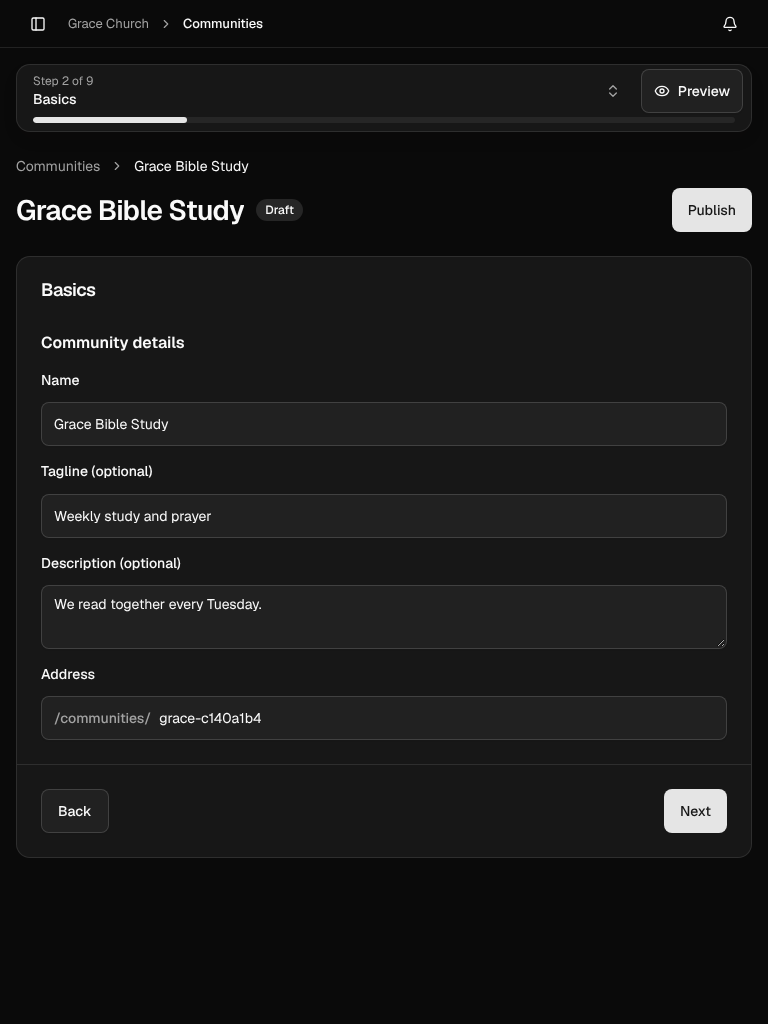 Grace Church > Communities
Step 2 of 9
Basics
Preview
Communities > Grace Bible Study
Grace Bible Study
Draft
Publish
Basics
Community details
Name
Grace Bible Study
Tagline (optional)
Weekly study and prayer
Description (optional)
We read together every Tuesday.
Address
/communities/ grace-c140a1b4
Back
Next